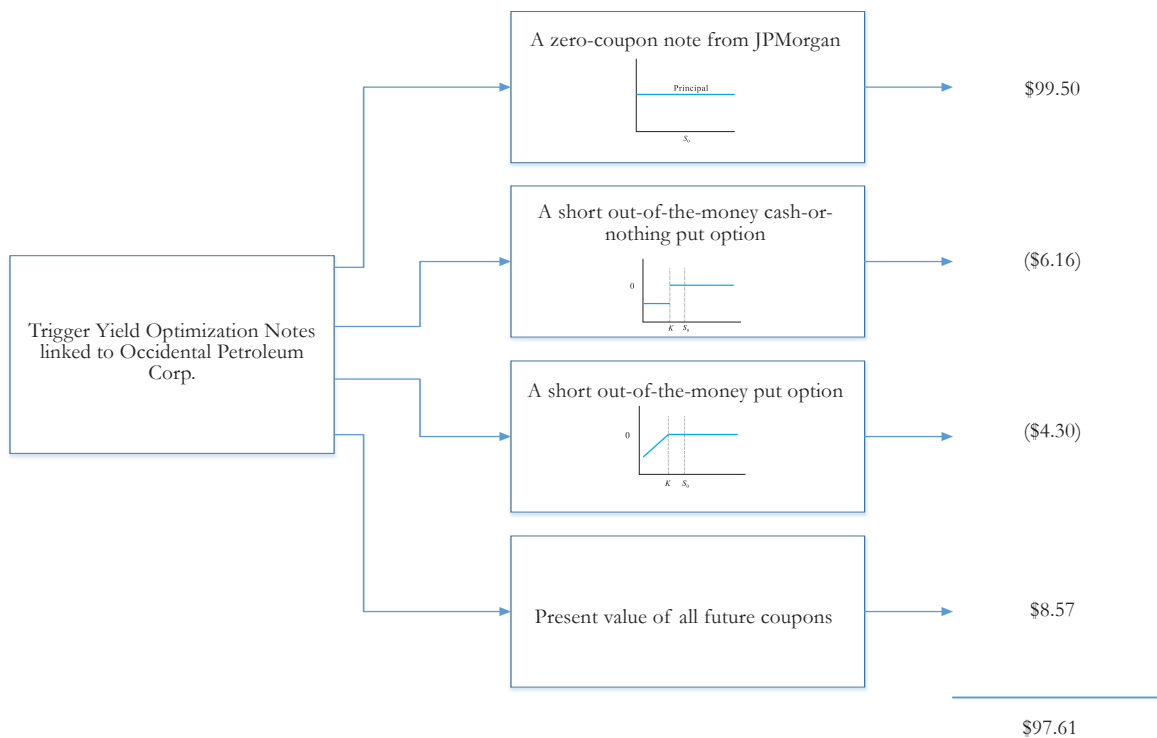 A zero-coupon note from JPMorgan
Principal
S0
$99.50
A short out-of-the-money cash-or-
nothing put option
0
K S0
($6.16)
Trigger Yield Optimization Notes
linked to Occidental Petroleum
Corp.
A short out-of-the-money put option
0
K S0
($4.30)
Present value of all future coupons
$8.57
$97.61